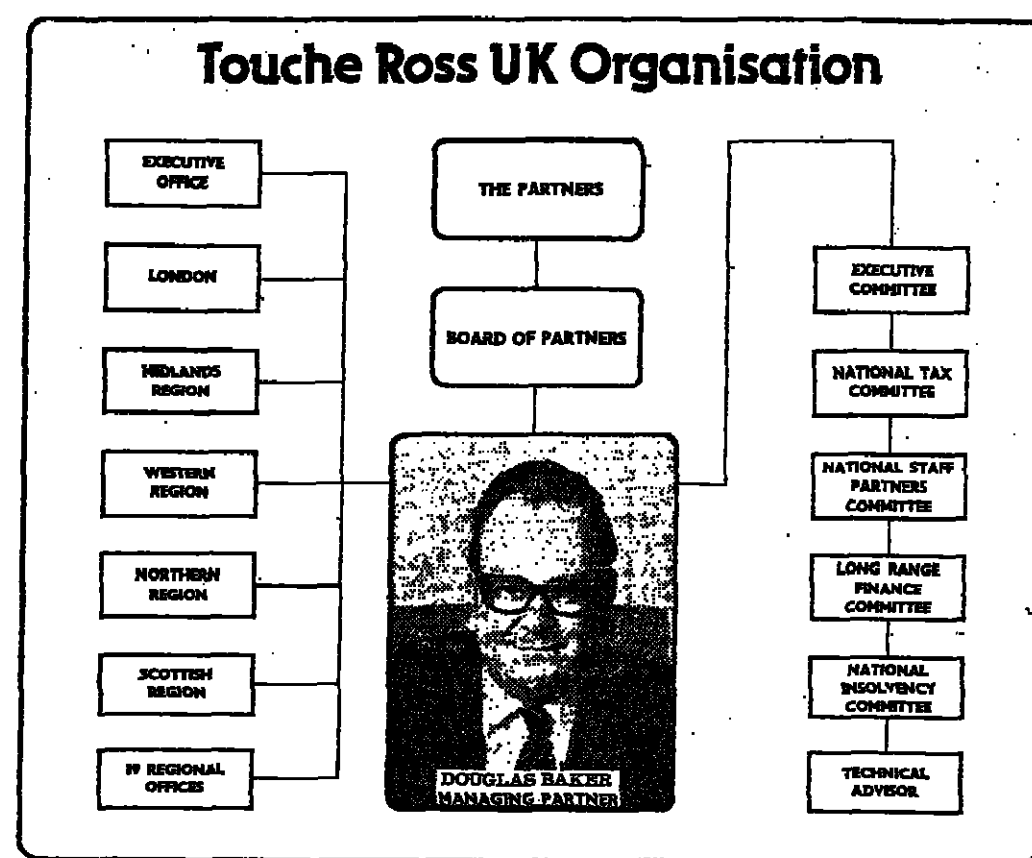 Touche Ross UK Organisation
EXECUTIVE
OFFICE
LONDON
MIDLANDS
REGION
WESTERN
REGION
NORTHERN
REGION
SCOTTISH
REGION
19 REGIONAL
OFFICES
THE PARTNERS
BOARD OF PARTNERS
DOUGLAS BAKER
MANAGING PARTNER
EXECUTIVE
COMMITTEE
NATIONAL TAX
COMMITTEE
NATIONAL STAFF
PARTNERS
COMMITTEE
LONG RANGE
FINANCE
COMMITTEE
NATIONAL
INSOLVENCY
COMMITTEE
TECHNICAL
ADVISOR